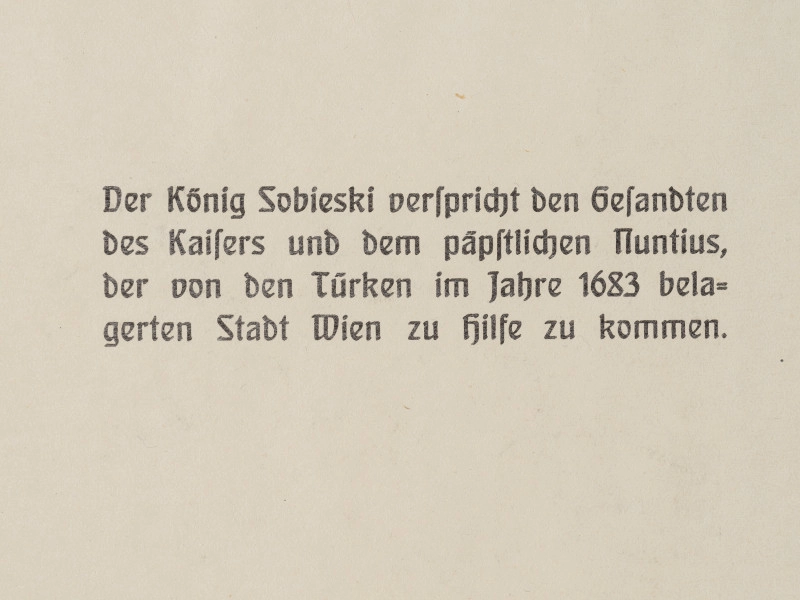 Der König Sobieski verſpricht den Geſandten
des Kaiſers und dem päpſtlichen Nuntius,
der von den Türken im Jahre 1683 bela=
gerten Stadt Wien zu Hilfe zu kommen.